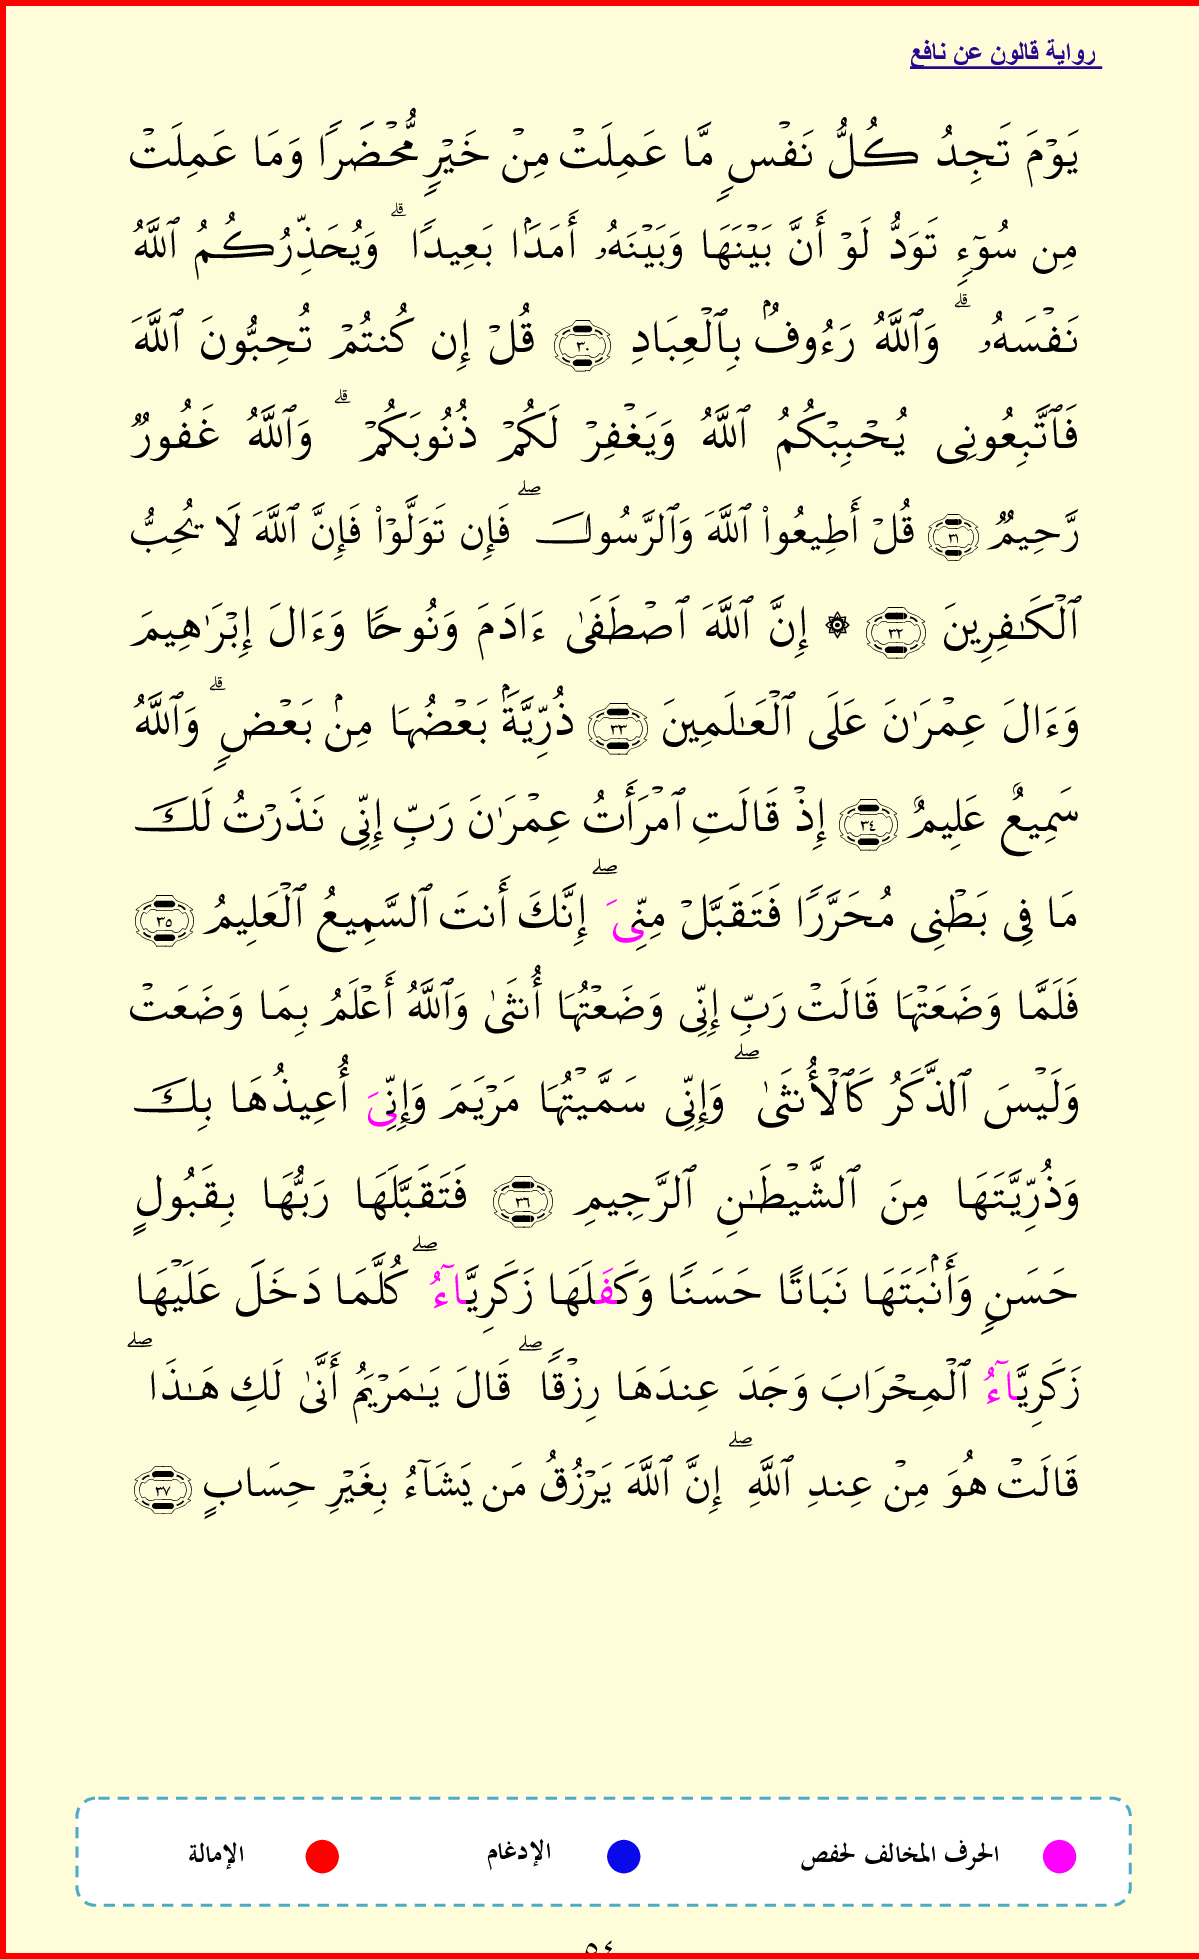 رواية قالون عن نافع
يَوْمَ تَجِدُ كُلُّ نَفْسٍ مَّا عَمِلَتْ مِنْ خَيْرٍ مُّحْضَرًا وَمَا عَمِلَتْ
مِن سُوٓءٍ تَوَدُّ لَوْ أَنَّ بَيْنَهَا وَبَيْنَهُۥ أَمَدَۢا بَعِيدًا ۗ وَيُحَذِّرُكُمُ ٱللَّهُ
نَفْسَهُۥ ۗ وَٱللَّهُ رَءُوفُۢ بِٱلْعِبَادِ ٣٠ قُلْ إِن كُنتُمْ تُحِبُّونَ ٱللَّهَ
فَٱتَّبِعُونِى يُحْبِبْكُمُ ٱللَّهُ وَيَغْفِرْ لَكُمْ ذُنُوبَكُمْ ۗ وَٱللَّهُ غَفُورٌ
رَّحِيمٌ ٣١ قُلْ أَطِيعُوا۟ ٱللَّهَ وَٱلرَّسُولَ ۖ فَإِن تَوَلَّوْا۟ فَإِنَّ ٱللَّهَ لَا يُحِبُّ
ٱلْكَـٰفِرِينَ ٣٢ ۞ إِنَّ ٱللَّهَ ٱصْطَفَىٰٓ ءَادَمَ وَنُوحًا وَءَالَ إِبْرَٰهِيمَ
وَءَالَ عِمْرَٰنَ عَلَى ٱلْعَـٰلَمِينَ ٣٣ ذُرِّيَّةًۢ بَعْضُهَا مِنۢ بَعْضٍ ۗ وَٱللَّهُ
سَمِيعٌ عَلِيمٌ ٣٤ إِذْ قَالَتِ ٱمْرَأَتُ عِمْرَٰنَ رَبِّ إِنِّى نَذَرْتُ لَكَ
مَا فِى بَطْنِى مُحَرَّرًا فَتَقَبَّلْ مِنِّىَ ۖ إِنَّكَ أَنتَ ٱلسَّمِيعُ ٱلْعَلِيمُ ٣٥
فَلَمَّا وَضَعَتْهَا قَالَتْ رَبِّ إِنِّى وَضَعْتُهَا أُنثَىٰ وَٱللَّهُ أَعْلَمُ بِمَا وَضَعَتْ
وَلَيْسَ ٱلذَّكَرُ كَٱلْأُنثَىٰ ۖ وَإِنِّى سَمَّيْتُهَا مَرْيَمَ وَإِنِّىَ أُعِيذُهَا بِكَ
وَذُرِّيَّتَهَا مِنَ ٱلشَّيْطَـٰنِ ٱلرَّجِيمِ ٣٦ فَتَقَبَّلَهَا رَبُّهَا بِقَبُولٍ
حَسَنٍ وَأَنۢبَتَهَا نَبَاتًا حَسَنًا وَكَفَلَهَا زَكَرِيَّآءُ ۖ كُلَّمَا دَخَلَ عَلَيْهَا
زَكَرِيَّآءُ ٱلْمِحْرَابَ وَجَدَ عِندَهَا رِزْقًا ۖ قَالَ يَـٰمَرْيَمُ أَنَّىٰ لَكِ هَـٰذَا ۖ
قَالَتْ هُوَ مِنْ عِندِ ٱللَّهِ ۖ إِنَّ ٱللَّهَ يَرْزُقُ مَن يَشَآءُ بِغَيْرِ حِسَابٍ ٣٧
الحرف المخالف لحفص الإدغام الإمالة
٥٤